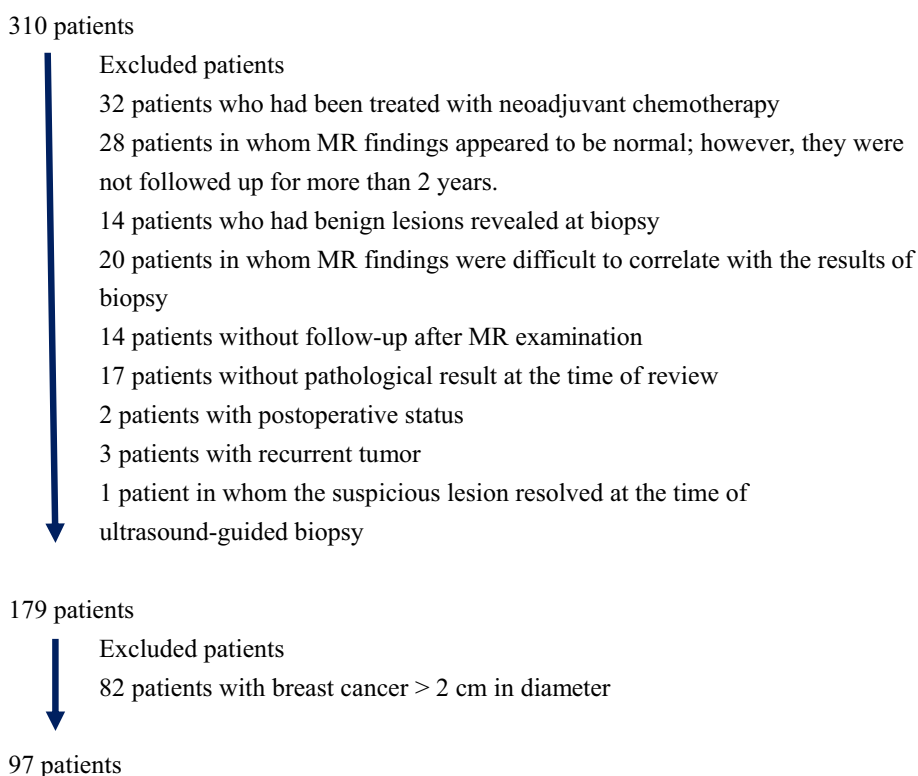 310 patients
Excluded patients
32 patients who had been treated with neoadjuvant chemotherapy
28 patients in whom MR findings appeared to be normal; however, they were
not followed up for more than 2 years.
14 patients who had benign lesions revealed at biopsy
20 patients in whom MR findings were difficult to correlate with the results of
biopsy
14 patients without follow-up after MR examination
17 patients without pathological result at the time of review
2 patients with postoperative status
3 patients with recurrent tumor
1 patient in whom the suspicious lesion resolved at the time of
ultrasound-guided biopsy
179 patients
Excluded patients
82 patients with breast cancer > 2 cm in diameter
97 patients